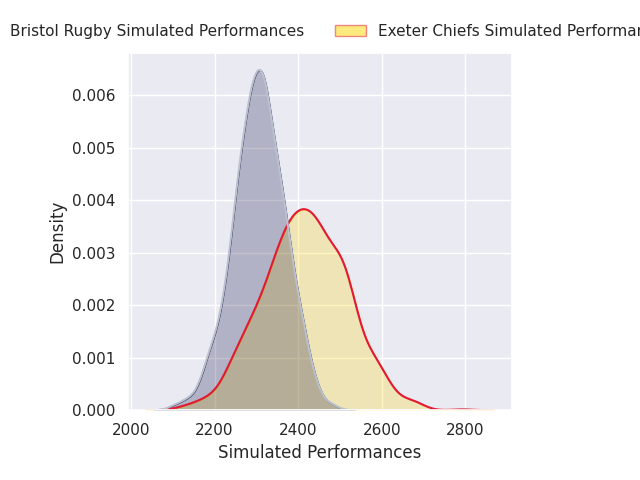 Bristol Rugby Simulated Performances
Exeter Chiefs Simulated
0.006
0.005
0.004
0.003
0.002
0.001
0.000
Density
2000 2200 2400 2600 2800
Simulated Performances